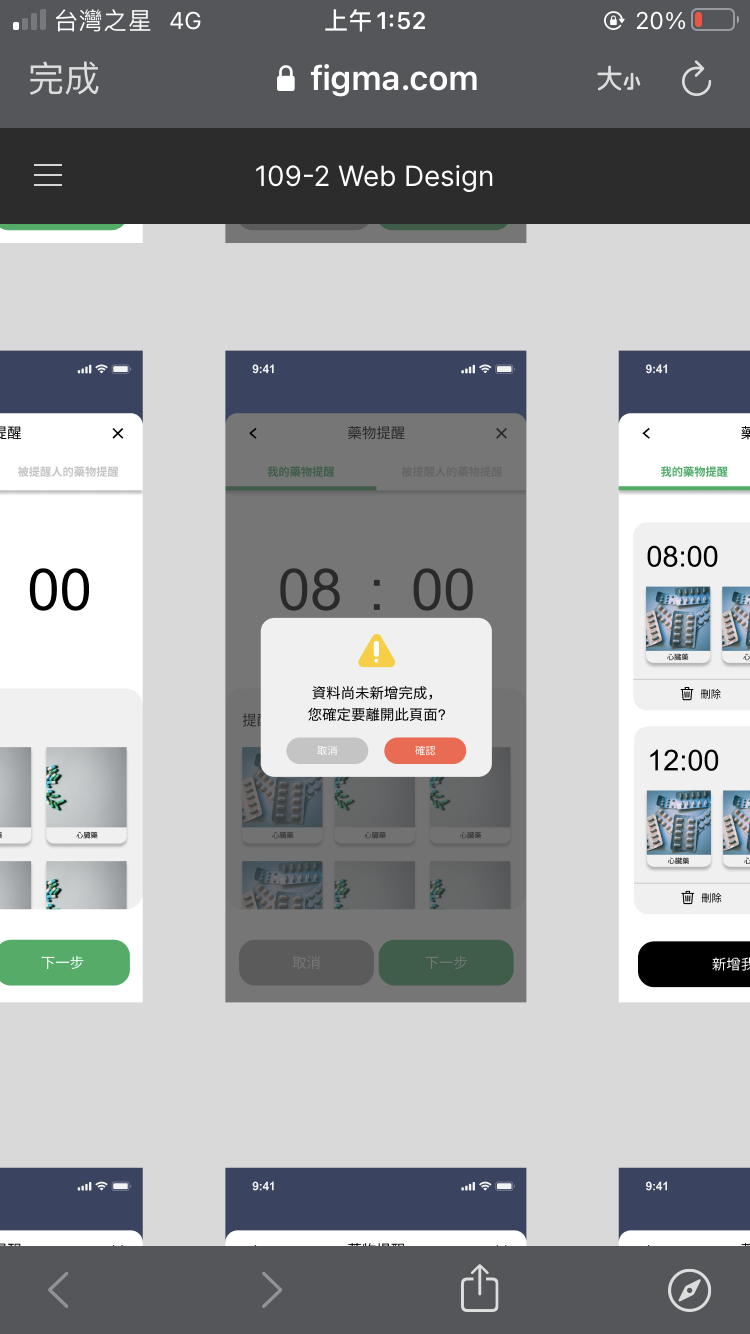 台灣之星 4G 上午1:52 20%
完成 figma.com 大小
109-2 Web Design
9:41
提醒
被提醒人的藥物提醒
00
心臟藥
下一步
9:41
藥物提醒
我的藥物提醒 被提醒人的藥物提醒
08 : 00
資料尚未新增完成，
您確定要離開此頁面?
取消 確認
提
心臟藥 心臟藥 心臟藥
取消 下一步
9:41
我的藥物提醒
08:00
心臟藥
刪除
12:00
心臟藥
刪除
新增我
9:41
9:41
藥物提醒